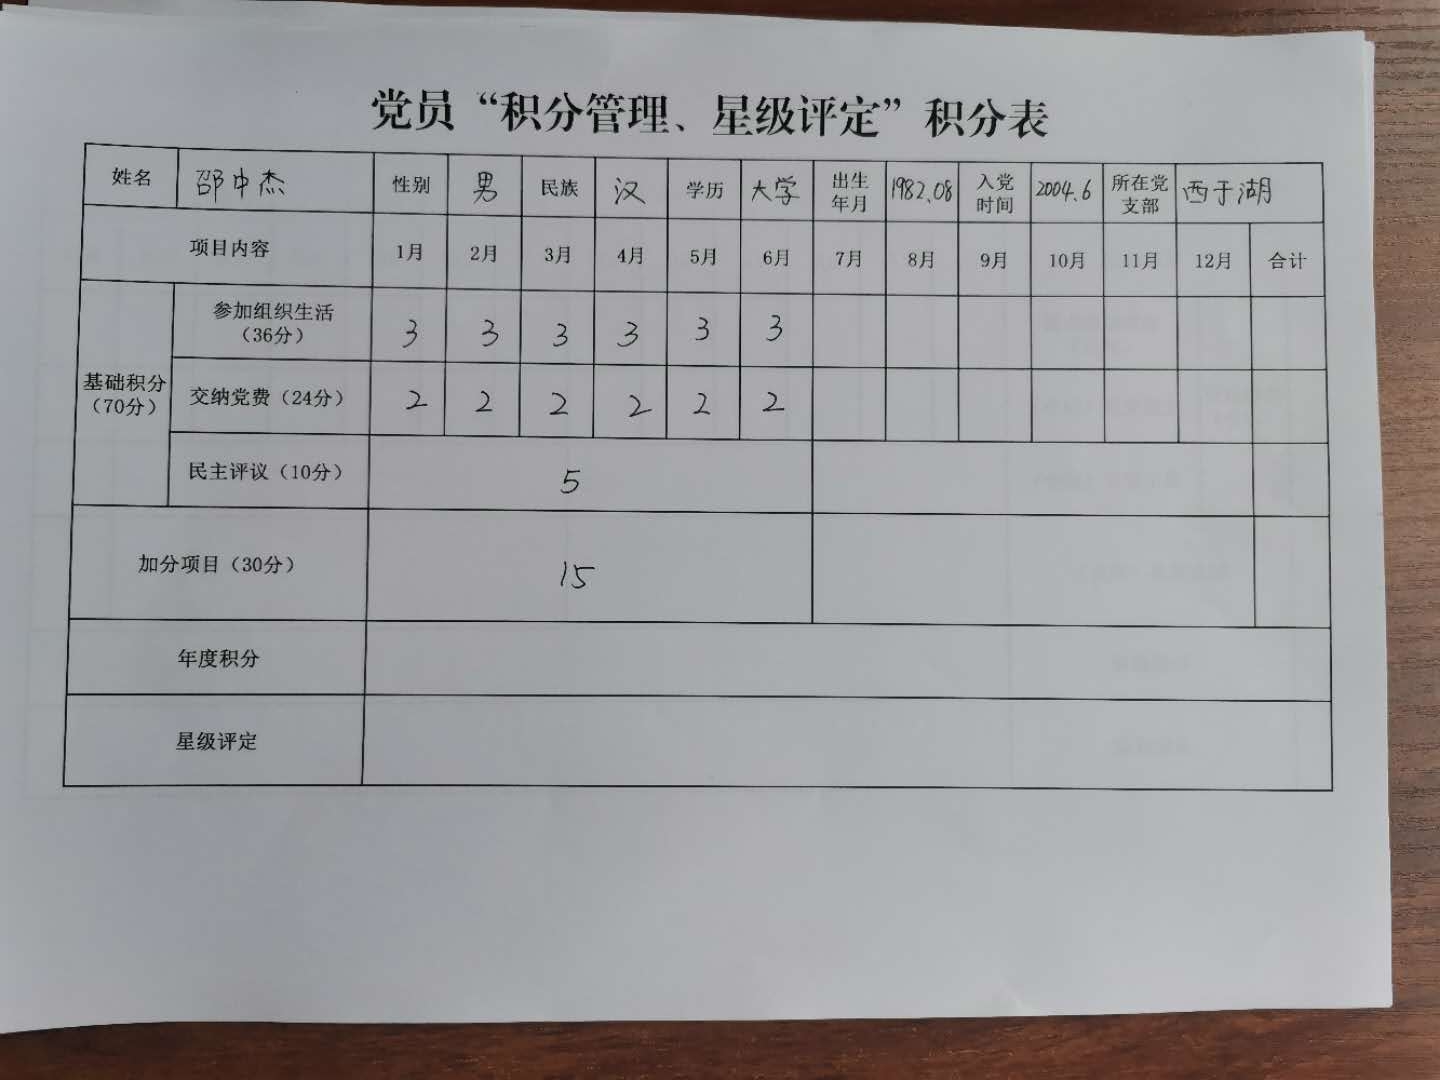 党员“积分管理、星级评定”积分表
姓名 邵中杰 性别 男 民族 汉 学历 大学 出生年月 1982.08 入党时间 2004.6 所在党支部 西于湖
项目内容 1月 2月 3月 4月 5月 6月 7月 8月 9月 10月 11月 12月 合计
基础积分（70分）
参加组织生活（36分） 3 3 3 3 3 3
交纳党费（24分） 2 2 2 2 2 2
民主评议（10分） 5
加分项目（30分） 15
年度积分
星级评定